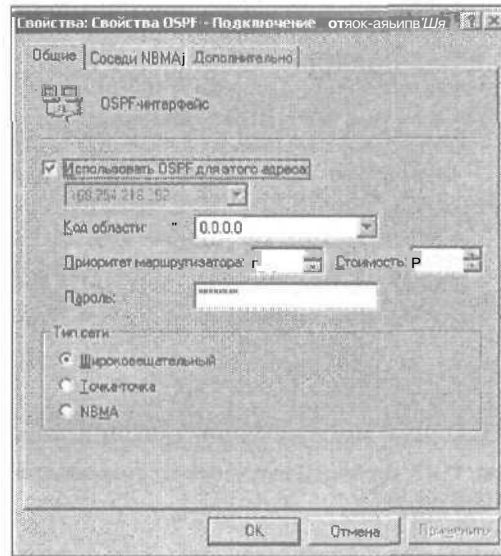 Свойства: Свойства OSPF - Подключение
Общие Соседи NBMA Дополнительно
OSPF-интерфейс
Использовать OSPF для этого адреса:
Код области: 0.0.0.0
Приоритет маршрутизатора: Стоимость:
Пароль: ********
Тип сети
Широковещательный
Точка-точка
NBMA
OK Отмена Применить